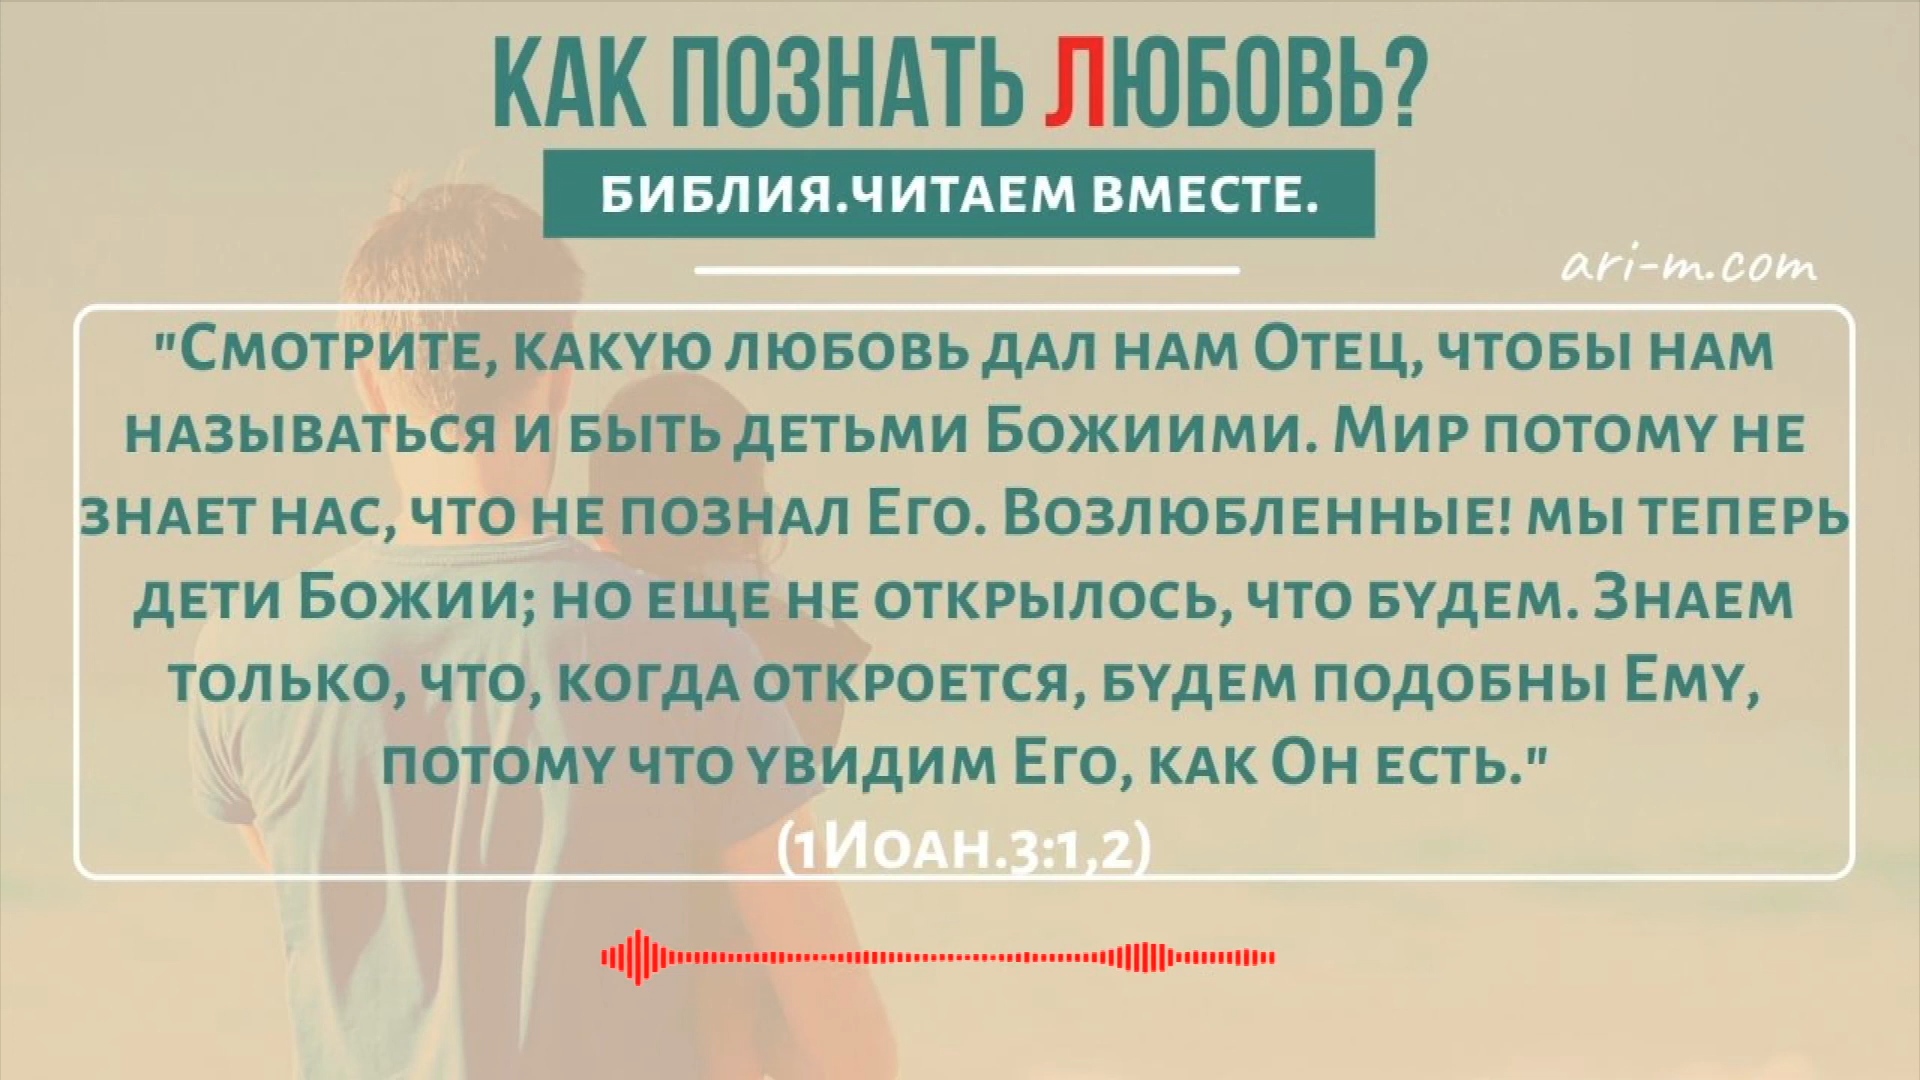 КАК ПОЗНАТЬ ЛЮБОВЬ?
БИБЛИЯ.ЧИТАЕМ ВМЕСТЕ.
ari-m.com
"Смотрите, какую любовь дал нам Отец, чтобы нам
называться и быть детьми Божиими. Мир потому не
знает нас, что не познал Его. Возлюбленные! мы теперь
дети Божии; но еще не открылось, что будем. Знаем
только, что, когда откроется, будем подобны Ему,
потому что увидим Его, как Он есть."
(1Иоан.3:1,2)